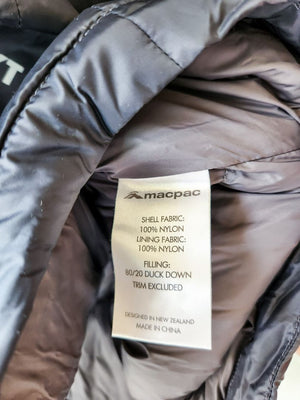 macpac
SHELL FABRIC:
100% NYLON
LINING FABRIC:
100% NYLON
FILLING:
80/20 DUCK DOWN
TRIM EXCLUDED
DESIGNED IN NEW ZEALAND
MADE IN CHINA